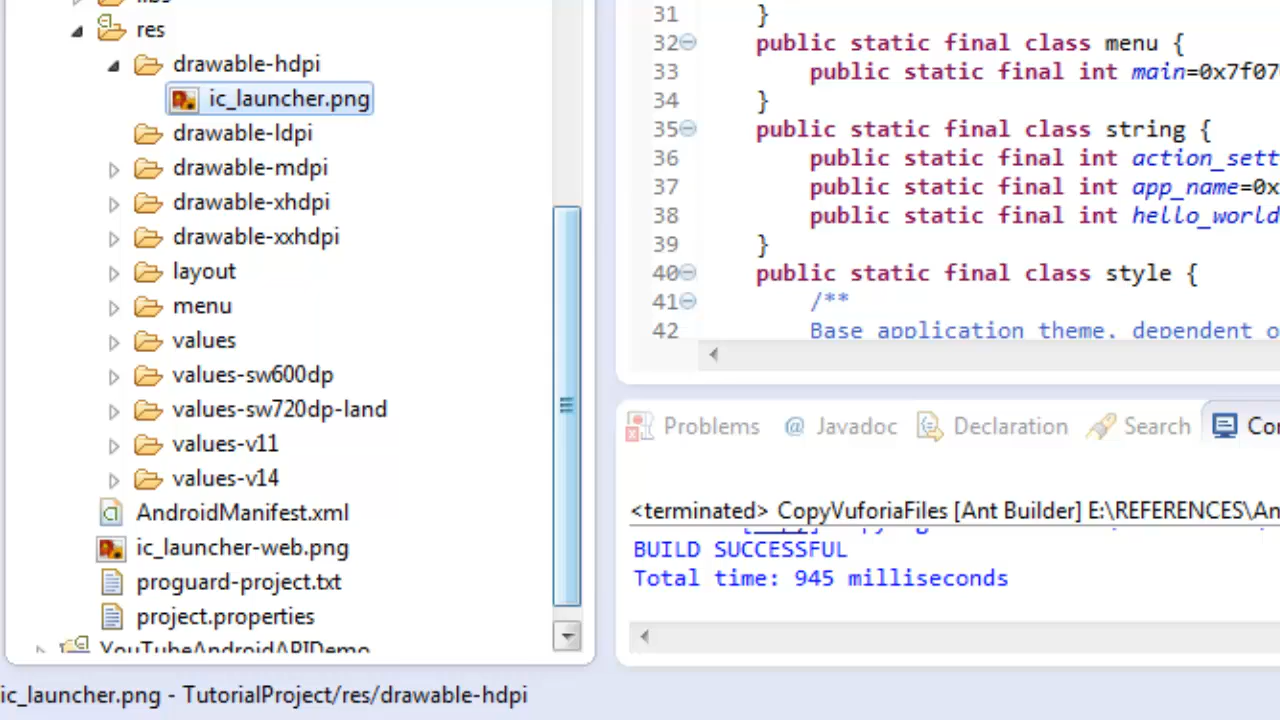 libs
res
drawable-hdpi
ic_launcher.png
drawable-ldpi
drawable-mdpi
drawable-xhdpi
drawable-xxhdpi
layout
menu
values
values-sw600dp
values-sw720dp-land
values-v11
values-v14
AndroidManifest.xml
ic_launcher-web.png
proguard-project.txt
project.properties
YouTubeAndroidAPIDemo
ic_launcher.png - TutorialProject/res/drawable-hdpi
31 }
32 public static final class menu {
33 public static final int main=0x7f07
34 }
35 public static final class string {
36 public static final int action_sett
37 public static final int app_name=0x
38 public static final int hello_world
39 }
40 public static final class style {
41 /**
42 Base application theme, dependent o
Problems @ Javadoc Declaration Search Con
<terminated> CopyVuforiaFiles [Ant Builder] E:\REFERENCES\An
BUILD SUCCESSFUL
Total time: 945 milliseconds